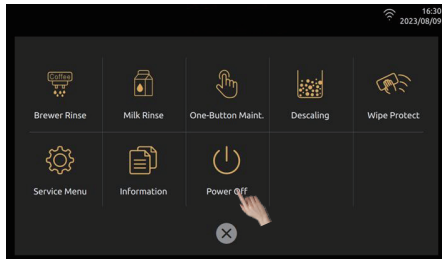 16:30
2023/08/09
Coffee
Brewer Rinse
Milk Rinse
One-Button Maint.
Descaling
Wipe Protect
Service Menu
Information
Power Off